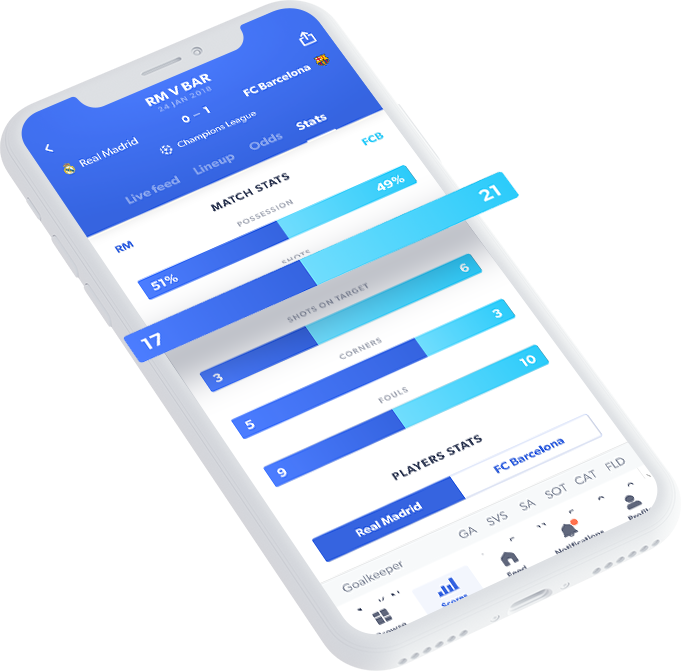 RM V BAR
24 JAN 2018
Real Madrid
0 – 1
FC Barcelona
Champions League
Live feed Lineup Odds Stats
RM MATCH STATS FCB
POSSESSION
51% 49%
SHOTS
17 21
SHOTS ON TARGET
3 6
CORNERS
5 3
FOULS
9 10
PLAYERS STATS
Real Madrid FC Barcelona
Goalkeeper GA SVS SA SOT CAT FLD
Scores Feed Notifications